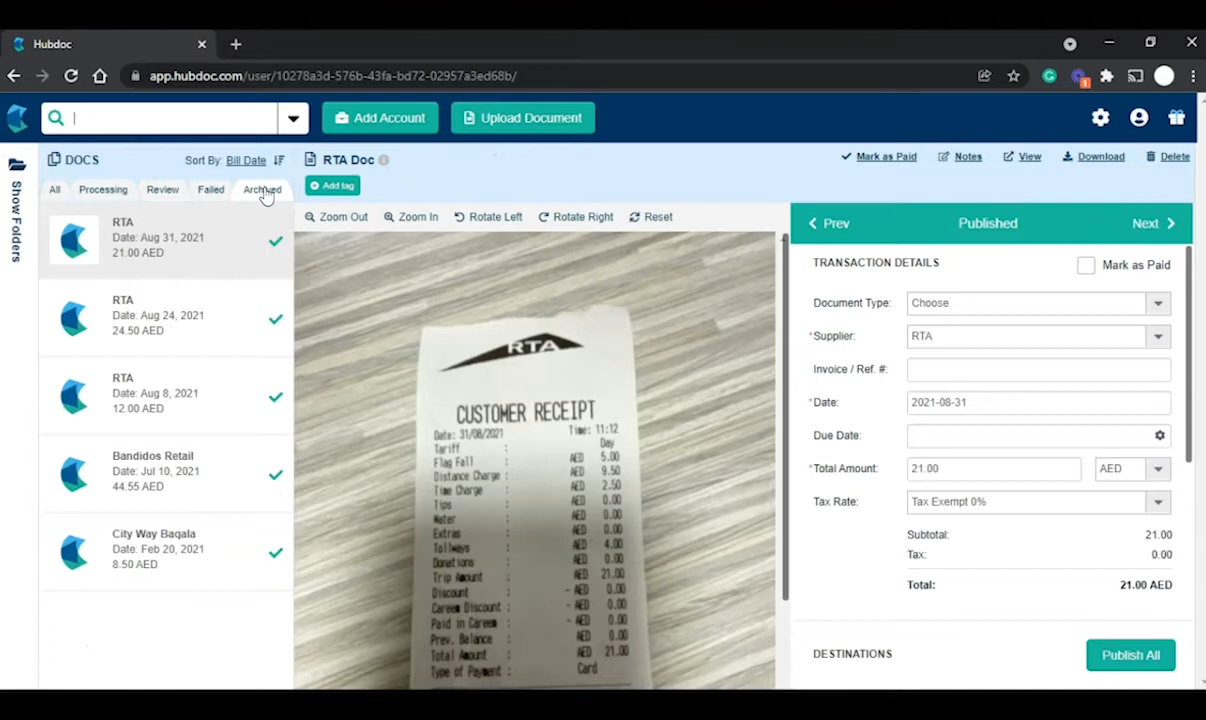 Hubdoc
app.hubdoc.com/user/10278a3d-576b-43fa-bd72-02957a3ed68b/
1
Add Account
Upload Document
Show Folders
DOCS
Sort By: Bill Date
All
Processing
Review
Failed
Archived
RTA
Date: Aug 31, 2021
21.00 AED
RTA
Date: Aug 24, 2021
24.50 AED
RTA
Date: Aug 8, 2021
12.00 AED
Bandidos Retail
Date: Jul 10, 2021
44.55 AED
City Way Baqala
Date: Feb 20, 2021
8.50 AED
RTA Doc
Mark as Paid
Notes
View
Download
Delete
Add tag
Zoom Out
Zoom In
Rotate Left
Rotate Right
Reset
RTA
CUSTOMER RECEIPT
Date: 31/08/2021 Time: 11:12
Tariff : Day
Flag Fall : AED 5.00
Distance Charge : AED 9.50
Time Charge : AED 2.50
Tips : AED 0.00
Water : AED 0.00
Extras : AED 0.00
Tollways : AED 4.00
Donations : AED 0.00
Trip Amount : AED 21.00
Discount : - AED 0.00
Careem Discount : - AED 0.00
Paid in Careem : - AED 0.00
Prev. Balance : AED 0.00
Total Amount : AED 21.00
Type of Payment : Card
Prev
Published
Next
TRANSACTION DETAILS
Mark as Paid
Document Type: Choose
*Supplier: RTA
Invoice / Ref. #:
*Date: 2021-08-31
Due Date:
*Total Amount: 21.00 AED
Tax Rate: Tax Exempt 0%
Subtotal: 21.00
Tax: 0.00
Total: 21.00 AED
DESTINATIONS
Publish All